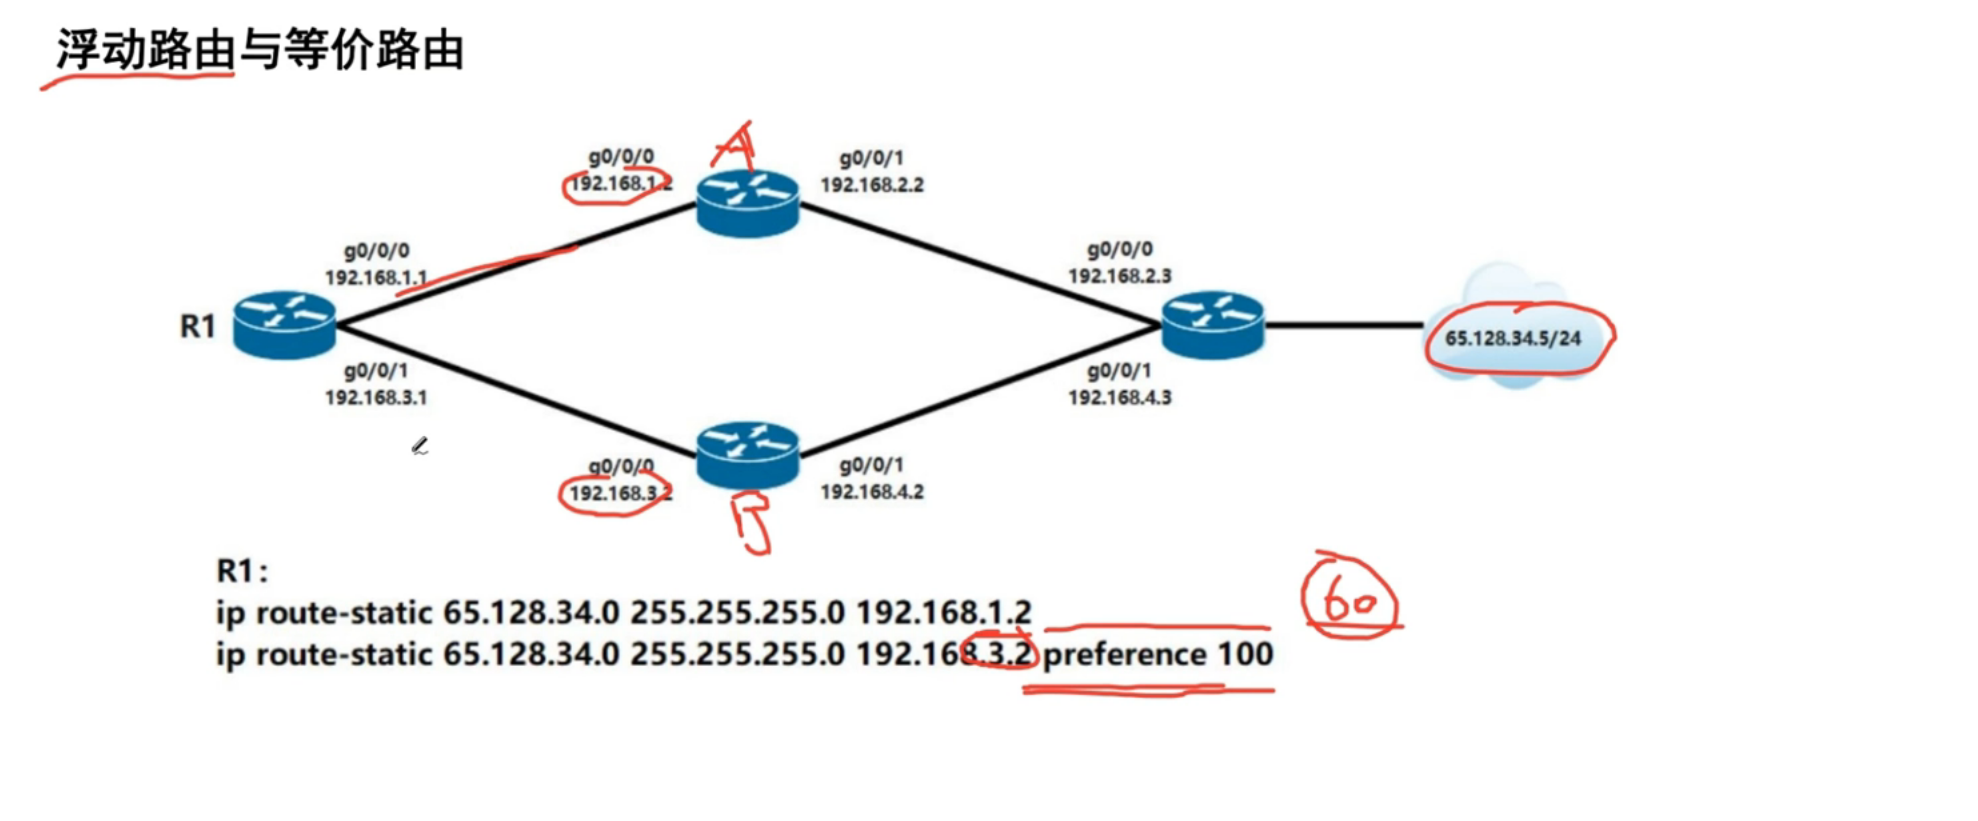 浮动路由与等价路由
A
g0/0/0
192.168.1.2
g0/0/1
192.168.2.2
g0/0/0
192.168.1.1
g0/0/0
192.168.2.3
R1
65.128.34.5/24
g0/0/1
192.168.3.1
g0/0/1
192.168.4.3
g0/0/0
192.168.3.2
g0/0/1
192.168.4.2
B
R1:
60
ip route-static 65.128.34.0 255.255.255.0 192.168.1.2
ip route-static 65.128.34.0 255.255.255.0 192.168.3.2 preference 100